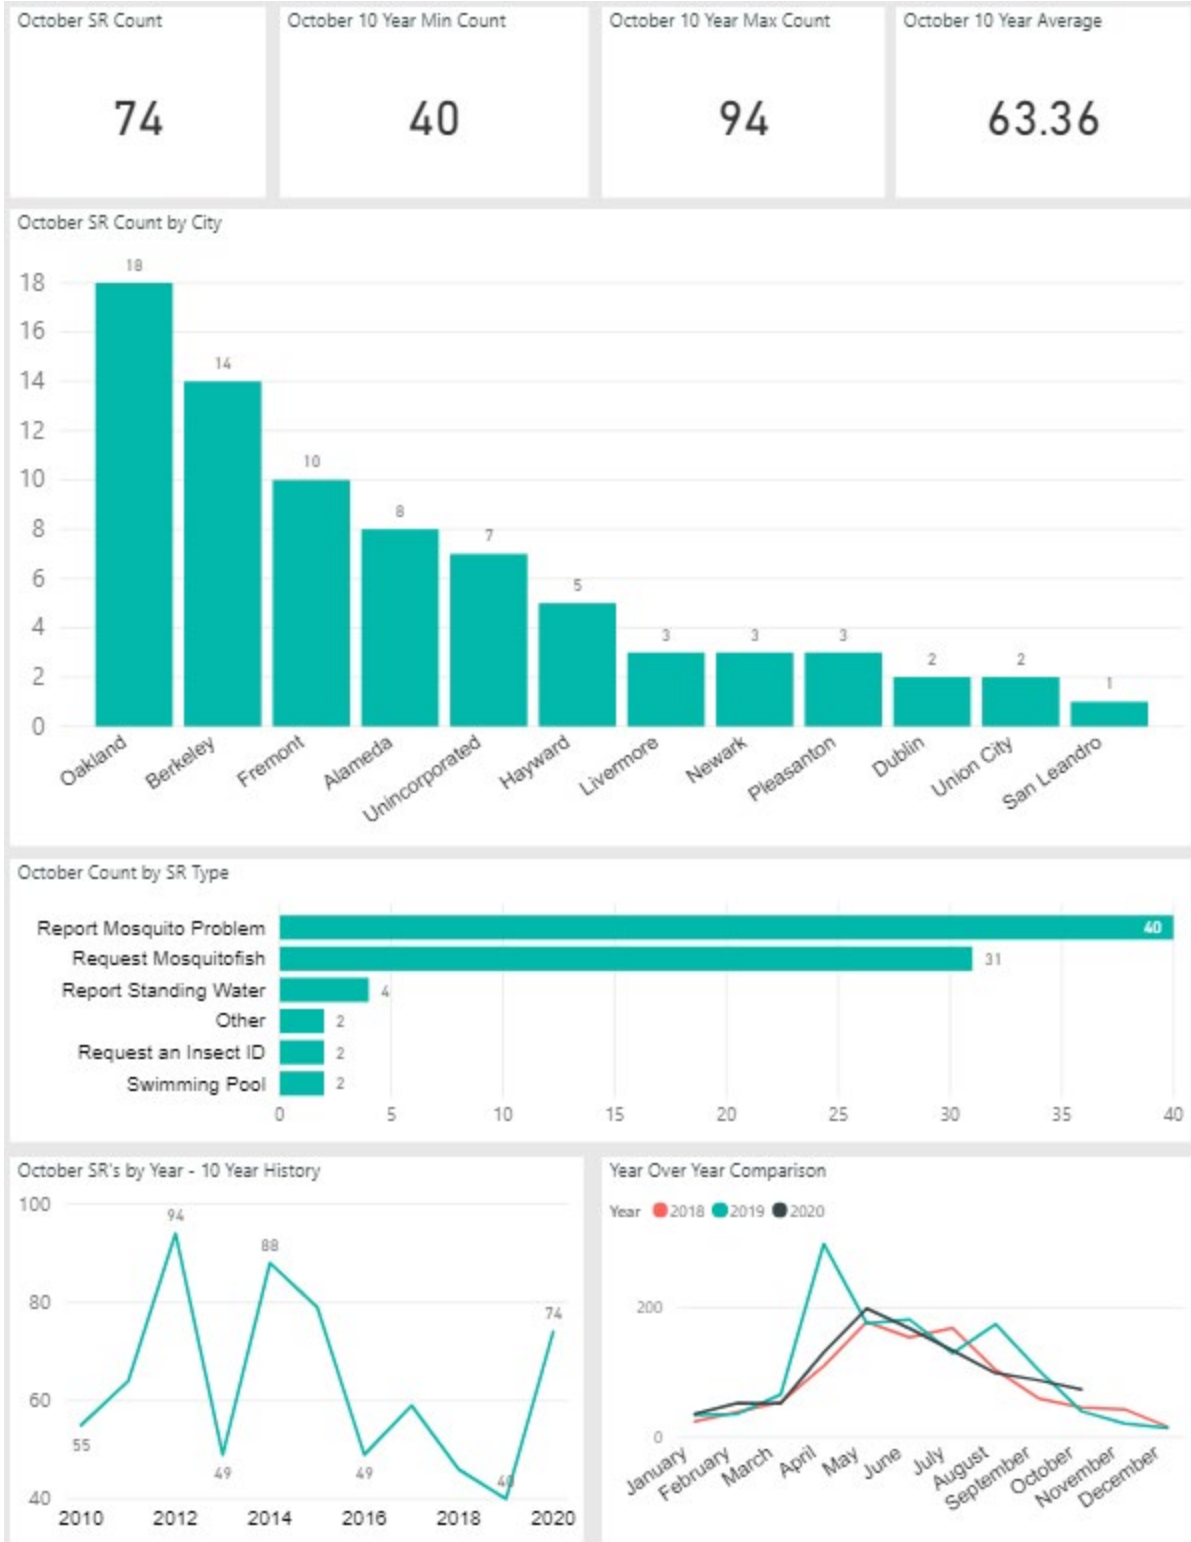 October SR Count
74
October 10 Year Min Count
40
October 10 Year Max Count
94
October 10 Year Average
63.36
October SR Count by City
18
16
14
12
10
8
6
4
2
0
18
14
10
8
7
5
3
3
3
2
2
1
Oakland
Berkeley
Fremont
Alameda
Unincorporated
Hayward
Livermore
Newark
Pleasanton
Dublin
Union City
San Leandro
October Count by SR Type
Report Mosquito Problem 40
Request Mosquitofish 31
Report Standing Water 4
Other 2
Request an Insect ID 2
Swimming Pool 2
0 5 10 15 20 25 30 35 40
October SR's by Year - 10 Year History
100
80
60
40
55
94
49
88
49
40
74
2010 2012 2014 2016 2018 2020
Year Over Year Comparison
Year 2018 2019 2020
200
0
January
February
March
April
May
June
July
August
September
October
November
December